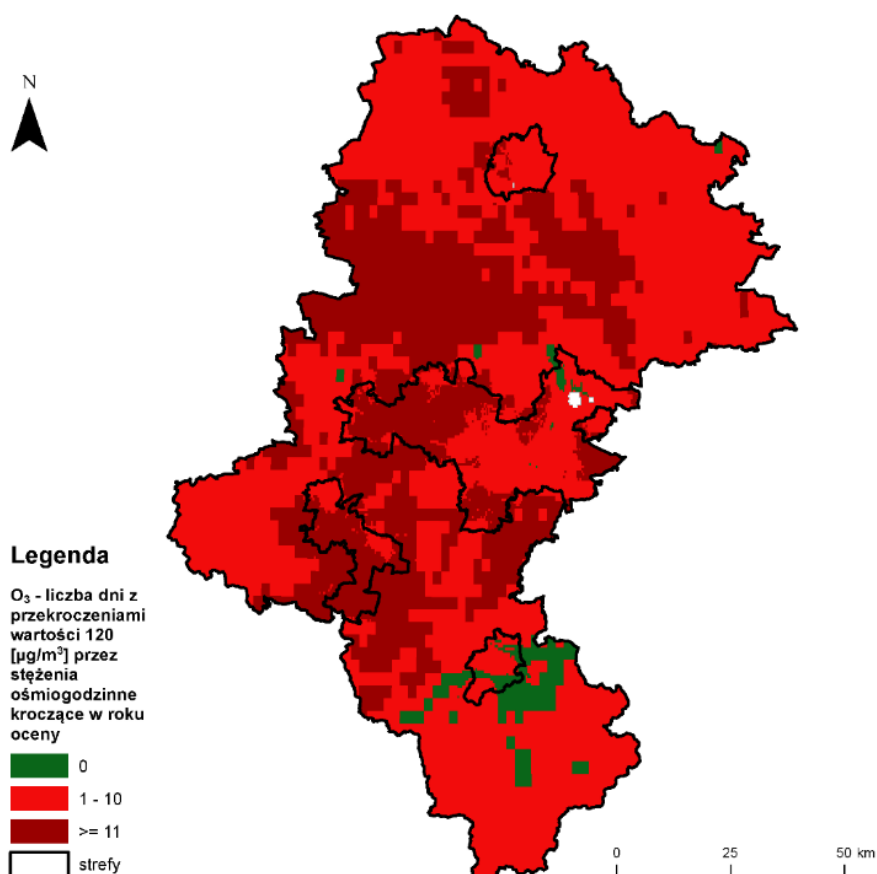 N
Legenda
O₃ - liczba dni z
przekroczeniami
wartości 120
[µg/m³] przez
stężenia
ośmiogodzinne
kroczące w roku
oceny
0
1 - 10
>= 11
strefy
0 25 50 km